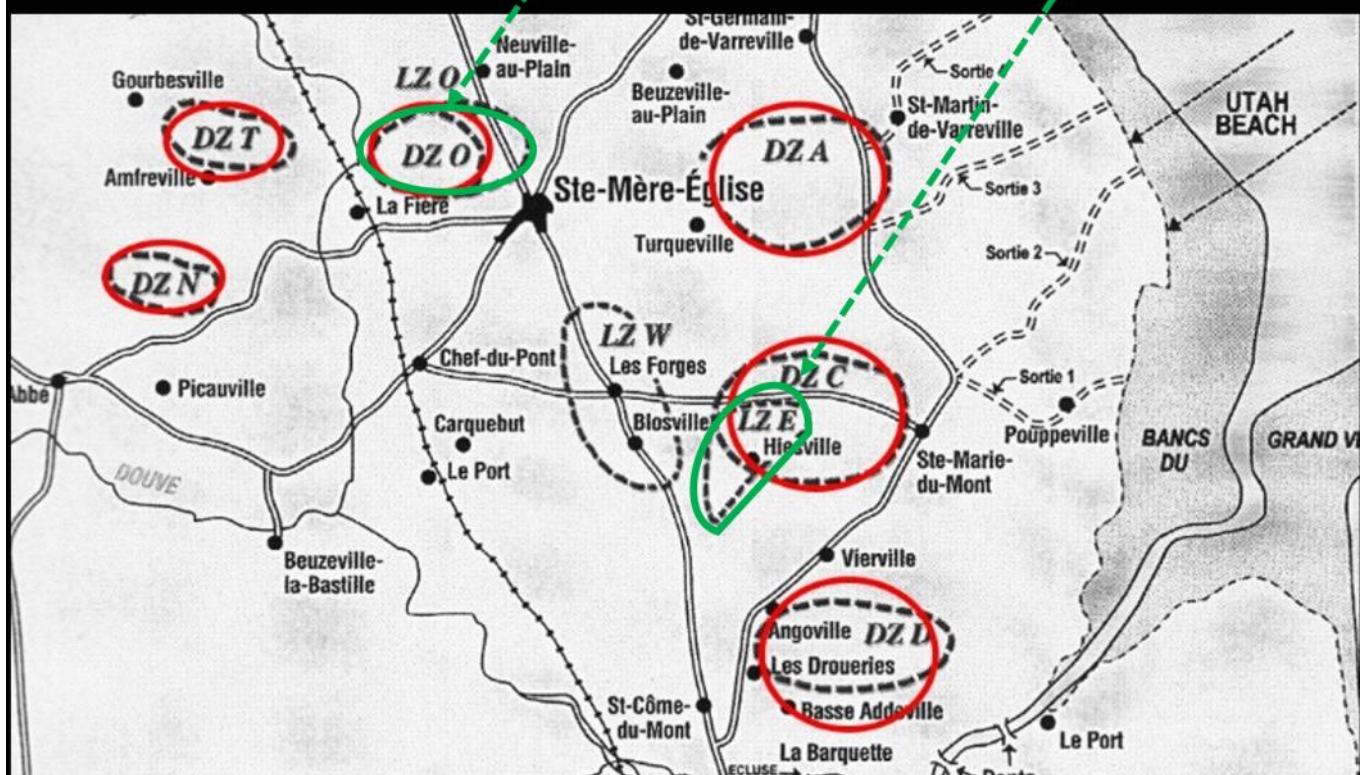 St-Germain-
de-Varreville
Neuville-
au-Plain
LZ O
Gourbesville
Beuzeville-
au-Plain
Sortie 4
St-Martin-
de-Varreville
UTAH
BEACH
DZ T
DZ O
DZ A
Amfreville
La Fière
Ste-Mère-Église
Sortie 3
Turqueville
Sortie 2
DZ N
LZ W
Chef-du-Pont
Les Forges
DZ C
Sortie 1
Abbé
Picauville
Carquebut
Blosville
LZ E
Hiesville
Pouppeville
BANCS
DU
GRAND
Ste-Marie-
du-Mont
Le Port
DOUVE
Beuzeville-
la-Bastille
Vierville
Angoville
DZ D
Les Droueries
St-Côme-
du-Mont
Basse Addeville
La Barquette
Le Port
ECLUSE